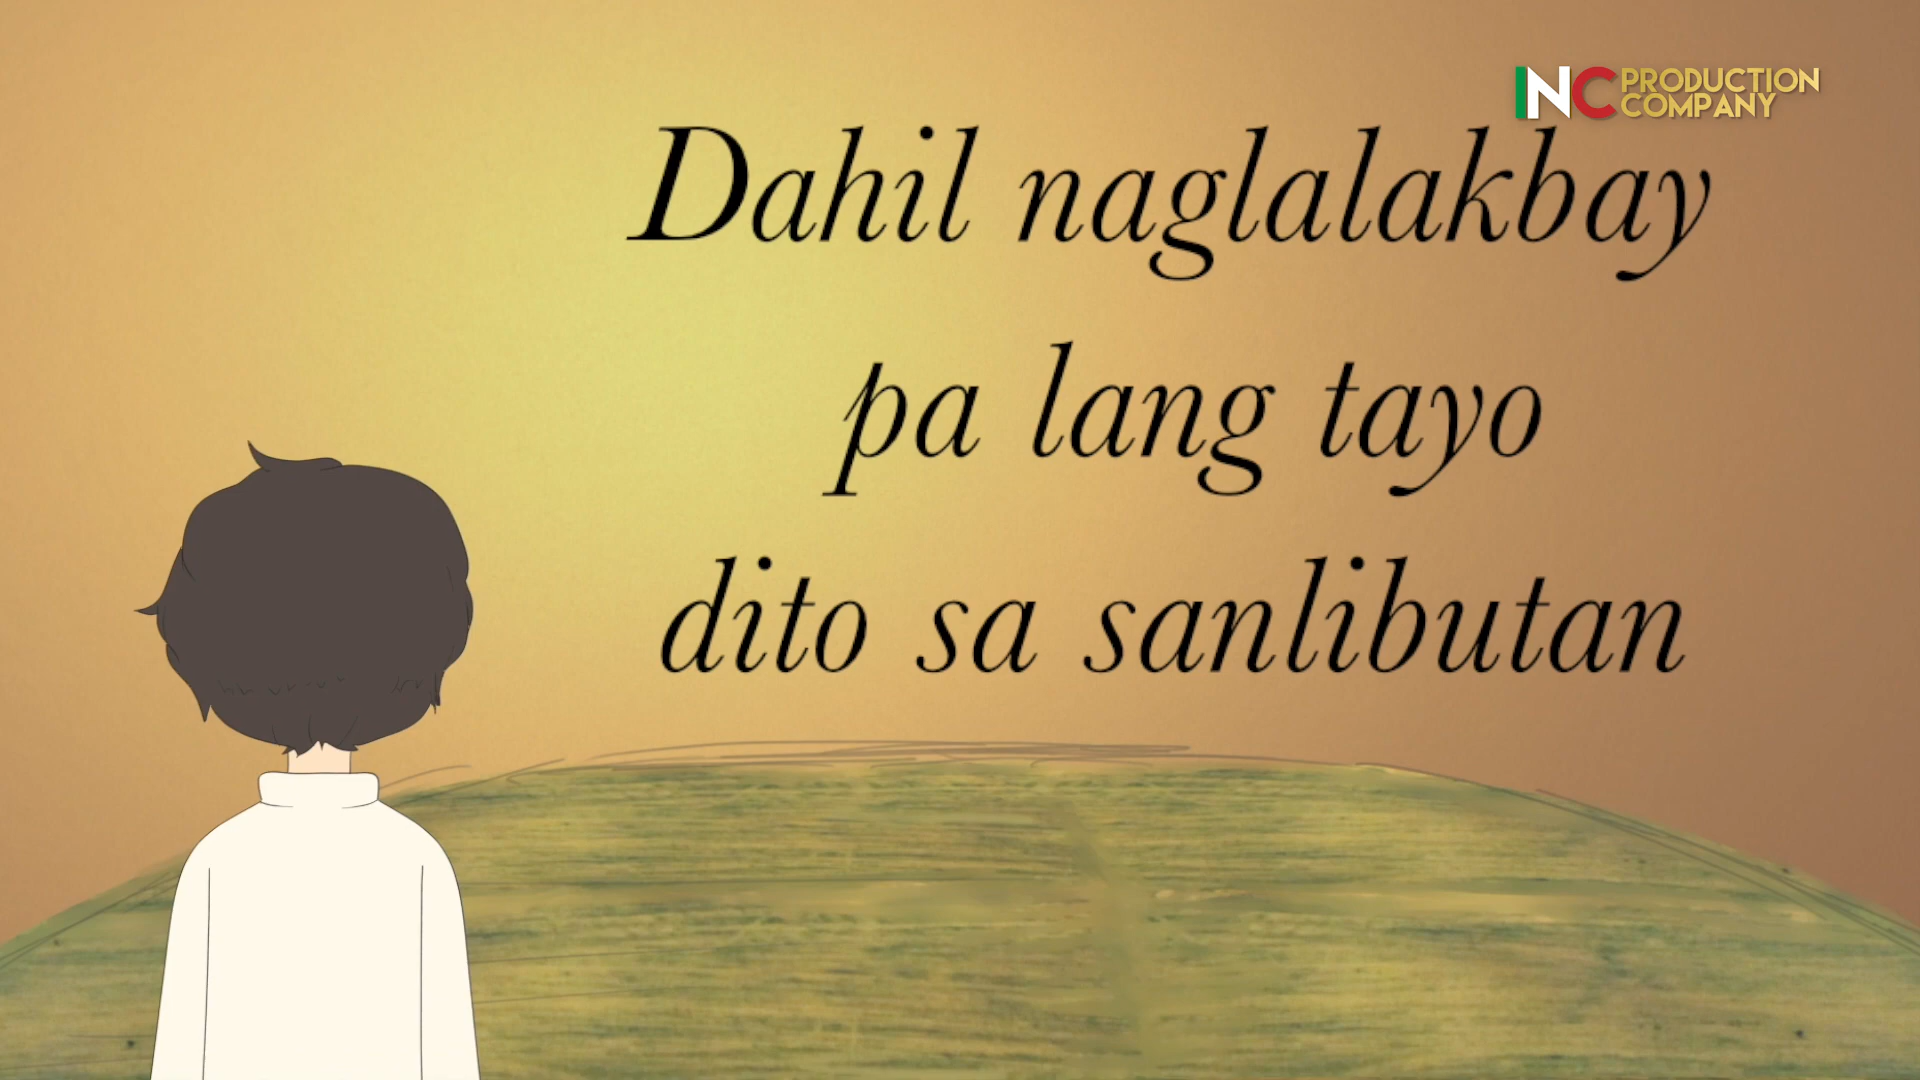 INC PRODUCTION
COMPANY
Dahil naglalakbay
pa lang tayo
dito sa sanlibutan